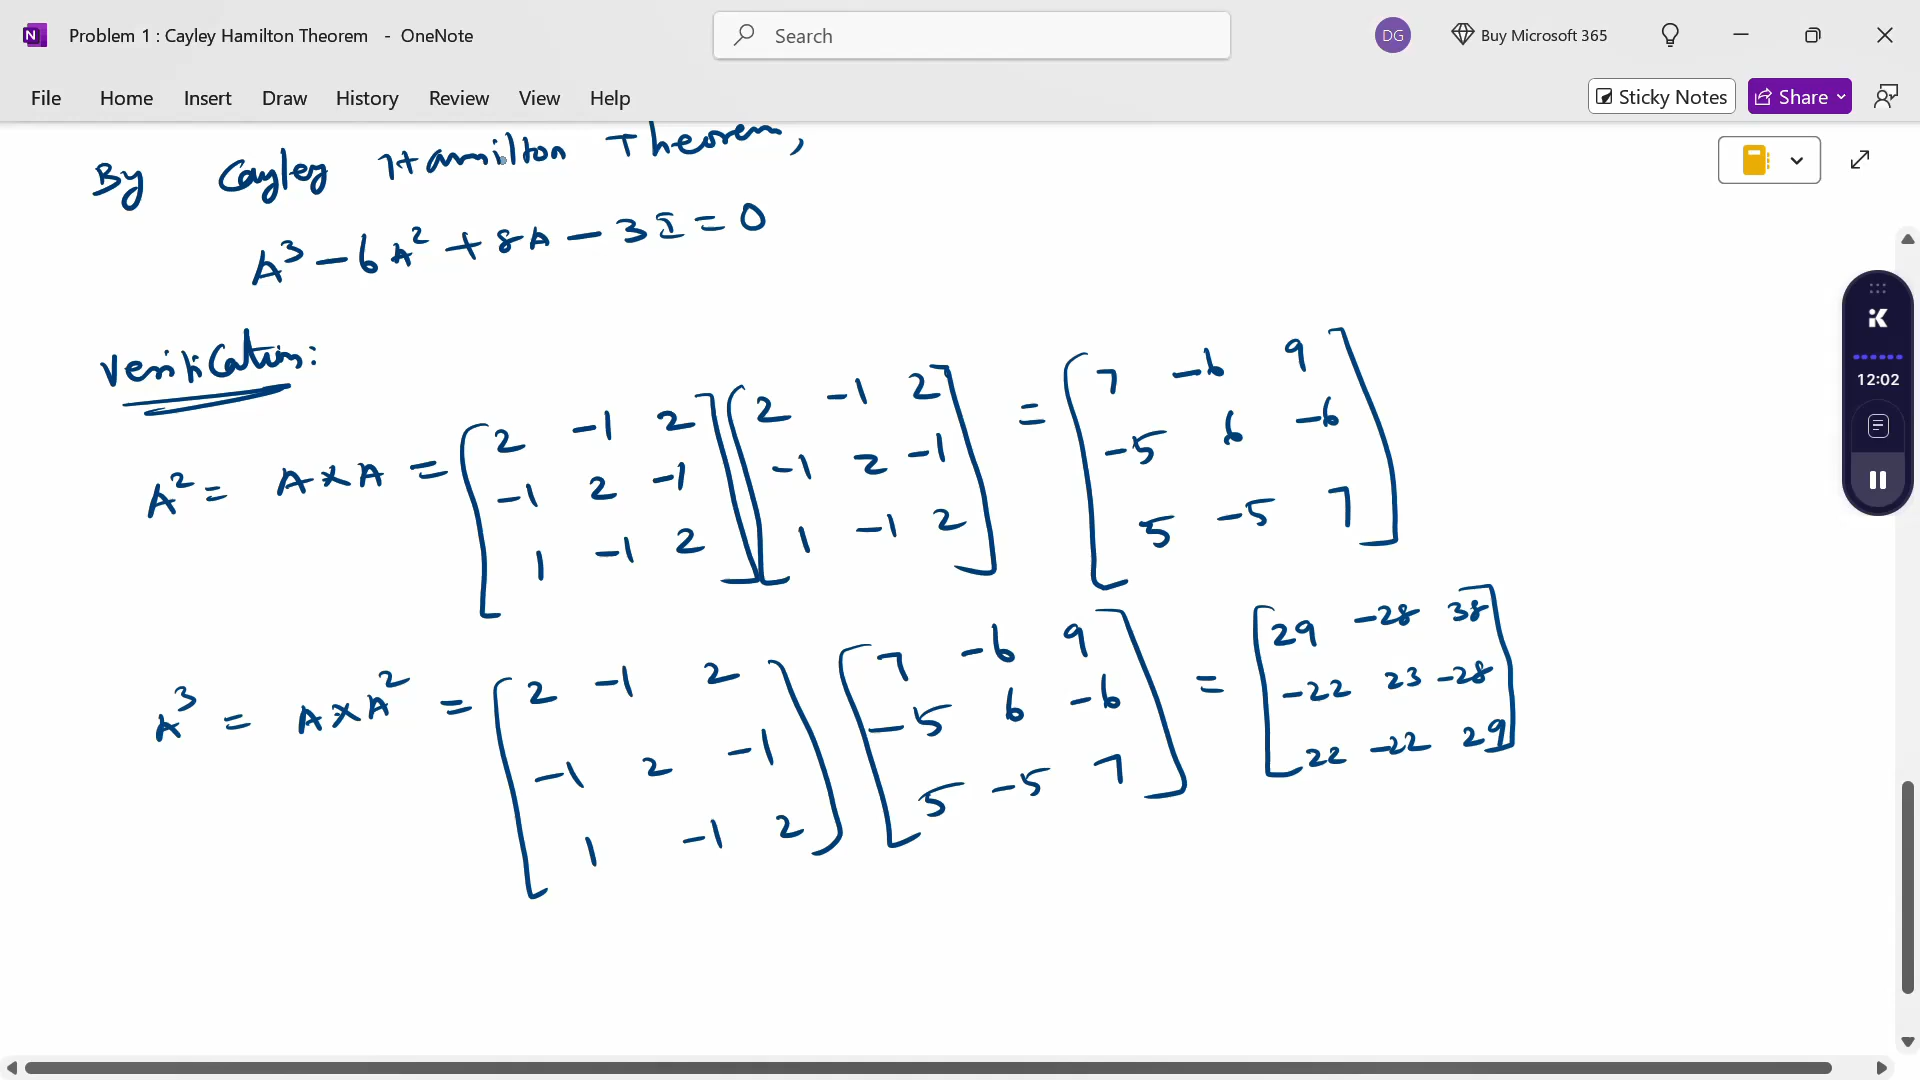 Problem 1 : Cayley Hamilton Theorem - OneNote
Search
DG
Buy Microsoft 365
File Home Insert Draw History Review View Help
Sticky Notes
Share
By Cayley Hamilton Theorem,
A³ - 6A² + 8A - 3I = 0
Verification:
A² = A × A = [2 -1 2; -1 2 -1; 1 -1 2] [2 -1 2; -1 2 -1; 1 -1 2] = [7 -6 9; -5 6 -6; 5 -5 7]
A³ = A × A² = [2 -1 2; -1 2 -1; 1 -1 2] [7 -6 9; -5 6 -6; 5 -5 7] = [29 -28 38; -22 23 -28; 22 -22 29]
12:02